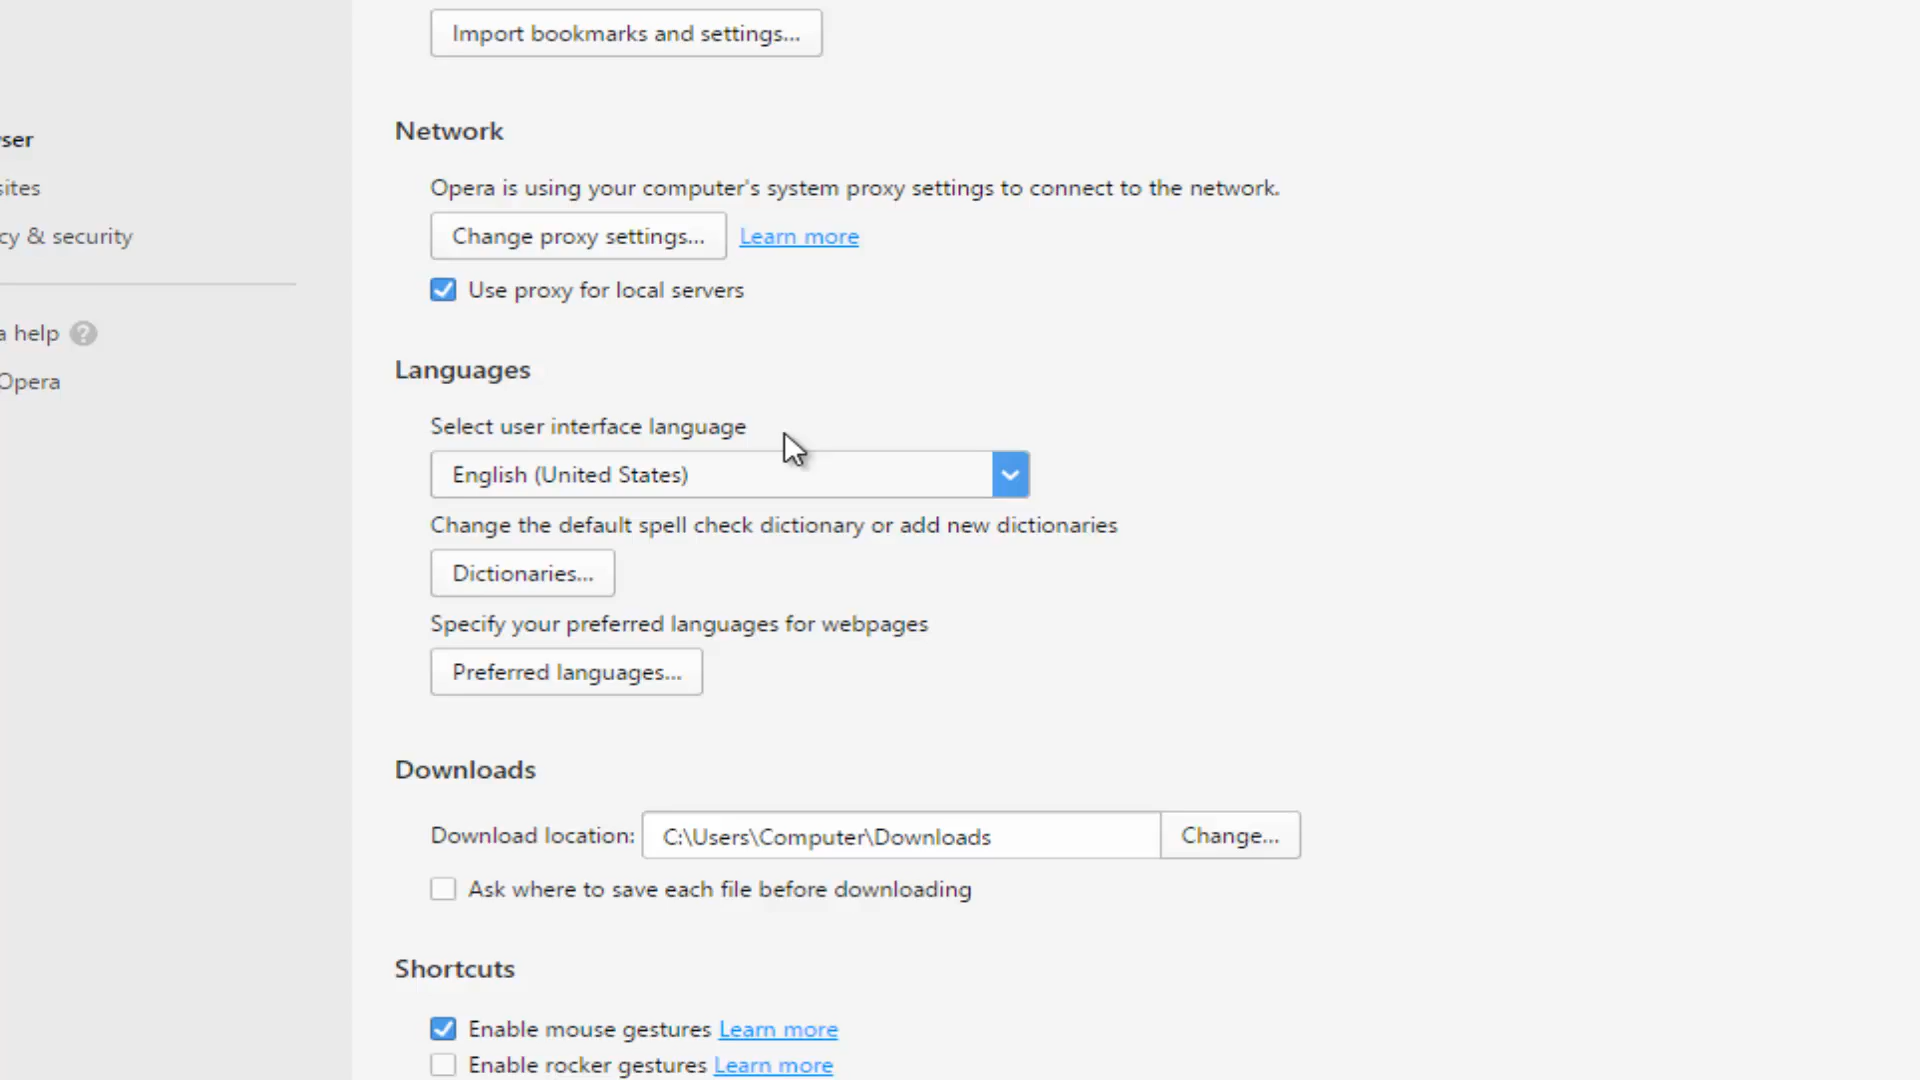 Import bookmarks and settings...
ser
sites
cy & security
a help ?
Opera
Network
Opera is using your computer's system proxy settings to connect to the network.
Change proxy settings... Learn more
Use proxy for local servers
Languages
Select user interface language
English (United States)
Change the default spell check dictionary or add new dictionaries
Dictionaries...
Specify your preferred languages for webpages
Preferred languages...
Downloads
Download location: C:\Users\Computer\Downloads Change...
Ask where to save each file before downloading
Shortcuts
Enable mouse gestures Learn more
Enable rocker gestures Learn more